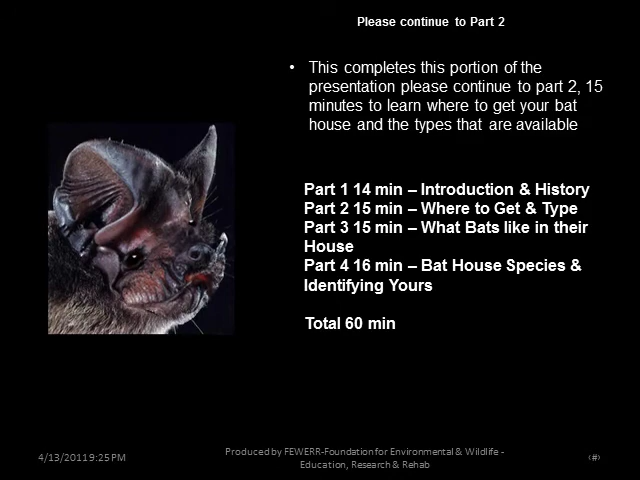 Please continue to Part 2
• This completes this portion of the
presentation please continue to part 2, 15
minutes to learn where to get your bat
house and the types that are available
Part 1 14 min – Introduction & History
Part 2 15 min – Where to Get & Type
Part 3 15 min – What Bats like in their
House
Part 4 16 min – Bat House Species &
Identifying Yours
Total 60 min
4/13/2011 9:25 PM
Produced by FEWERR-Foundation for Environmental & Wildlife -
Education, Research & Rehab
‹#›